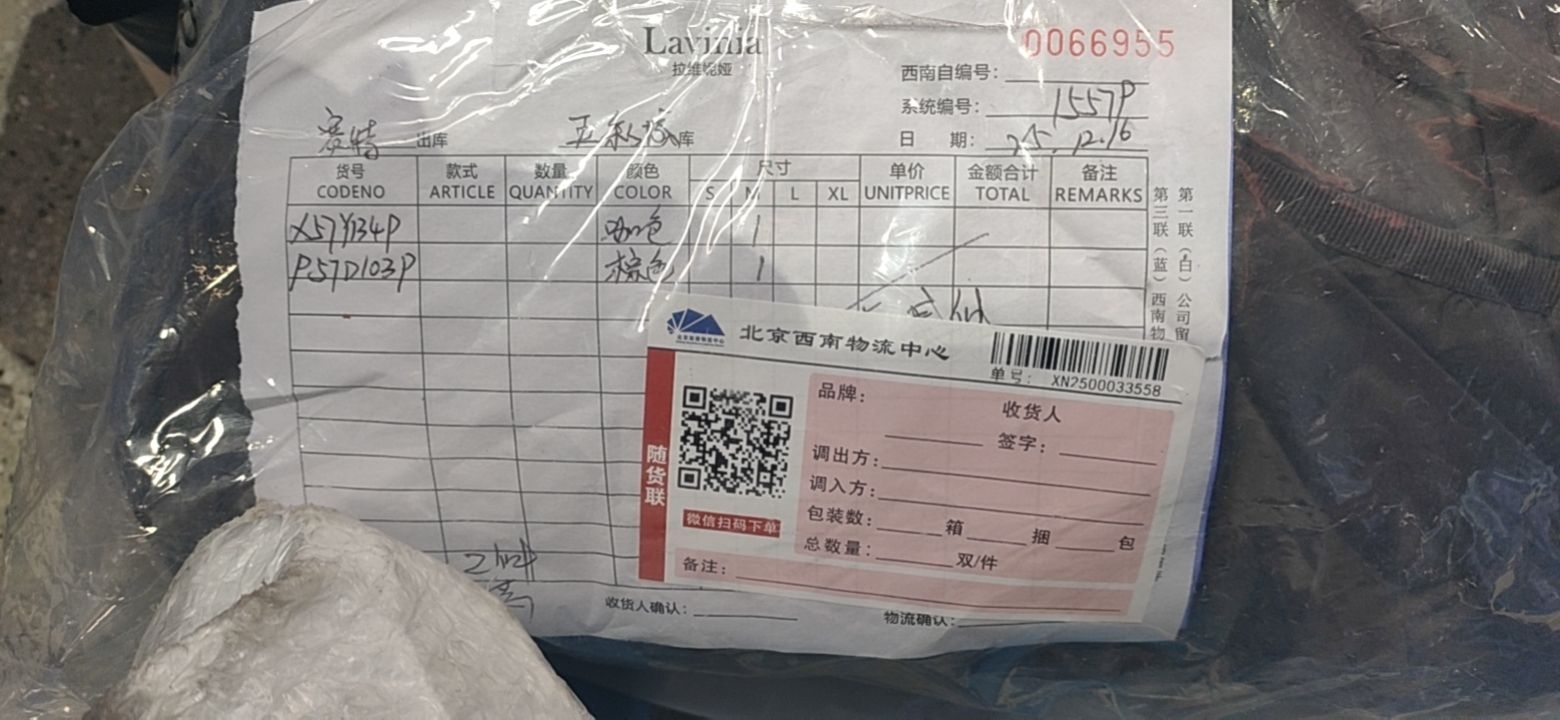 Lavinia
拉维妮娅
0066955
西南自编号：
系统编号： 1557P
日 期： 25.12.16
赛特 出库
库
货号 款式 数量 颜色 尺寸 单价 金额合计 备注
CODENO ARTICLE QUANTITY COLOR S M L XL UNITPRICE TOTAL REMARKS
X57Y134P 咖色 1
P57D103P 棕色 1
第一联（白）公司留
第三联（蓝）西南物
北京西南物流中心
单号： XN2500033558
随货联
微信扫码下单
品牌：
收货人
签字：
调出方：
调入方：
包装数： 箱 捆 包
总数量： 双/件
备注：
收货人确认：
物流确认：